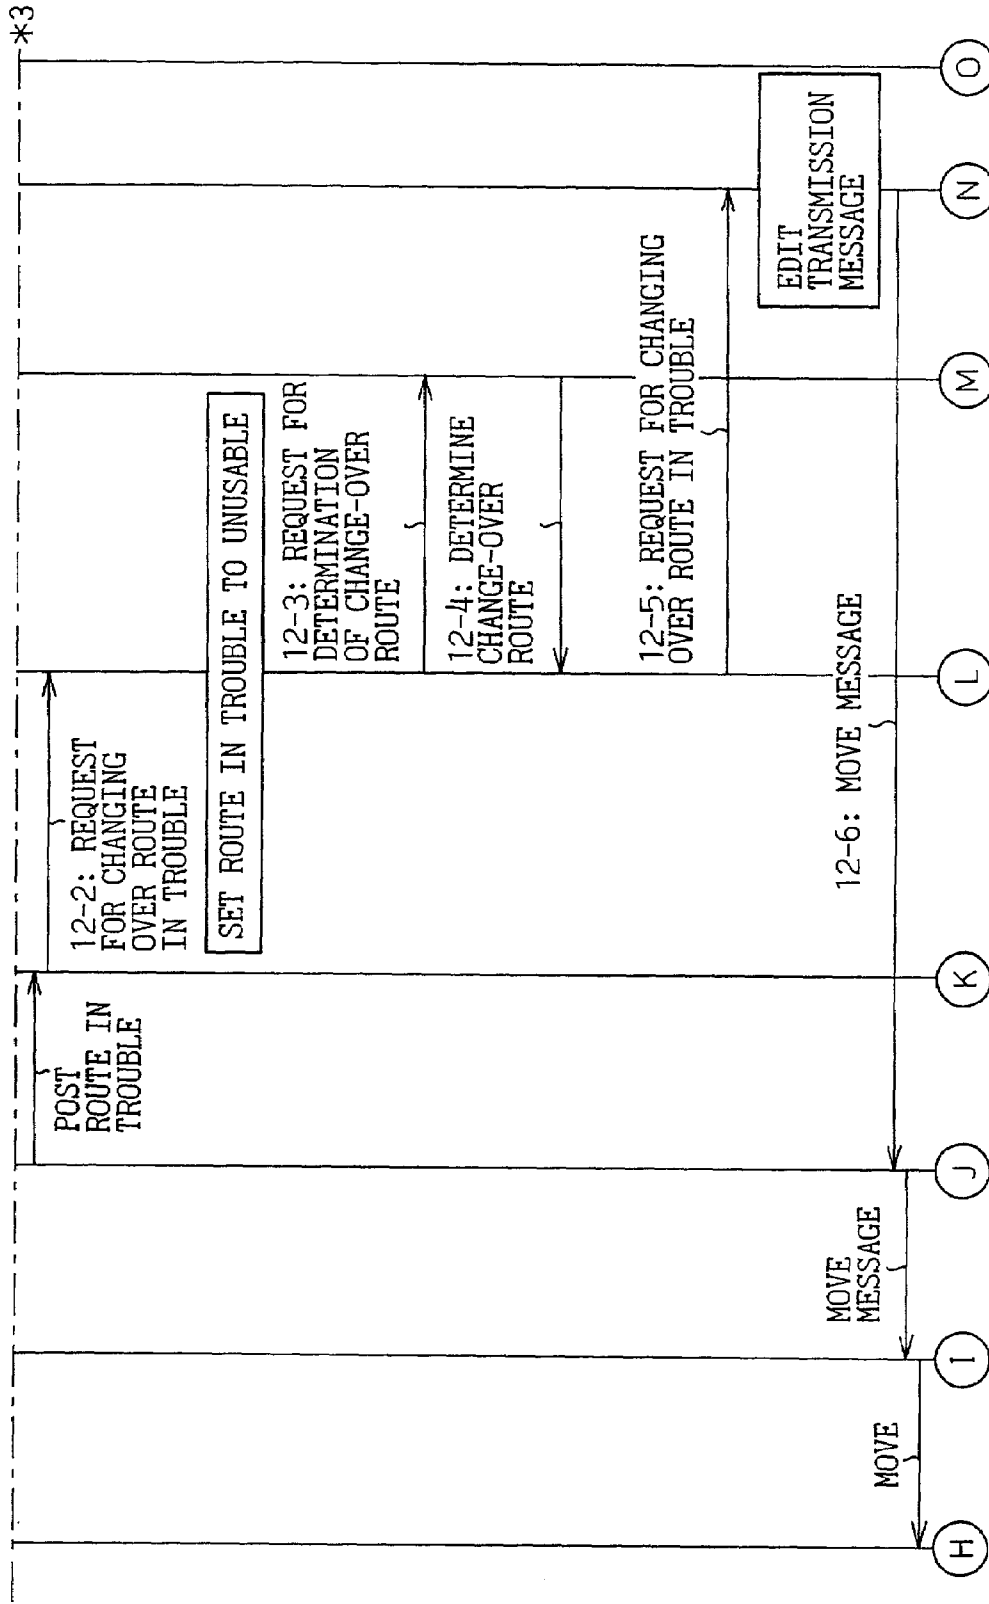 *3
POST
ROUTE IN
TROUBLE
12-2: REQUEST
FOR CHANGING
OVER ROUTE
IN TROUBLE
SET ROUTE IN TROUBLE TO UNUSABLE
12-3: REQUEST FOR
DETERMINATION
OF CHANGE-OVER
ROUTE
12-4: DETERMINE
CHANGE-OVER
ROUTE
12-5: REQUEST FOR CHANGING
OVER ROUTE IN TROUBLE
EDIT
TRANSMISSION
MESSAGE
12-6: MOVE MESSAGE
MOVE
MESSAGE
MOVE
H
I
J
K
L
M
N
O